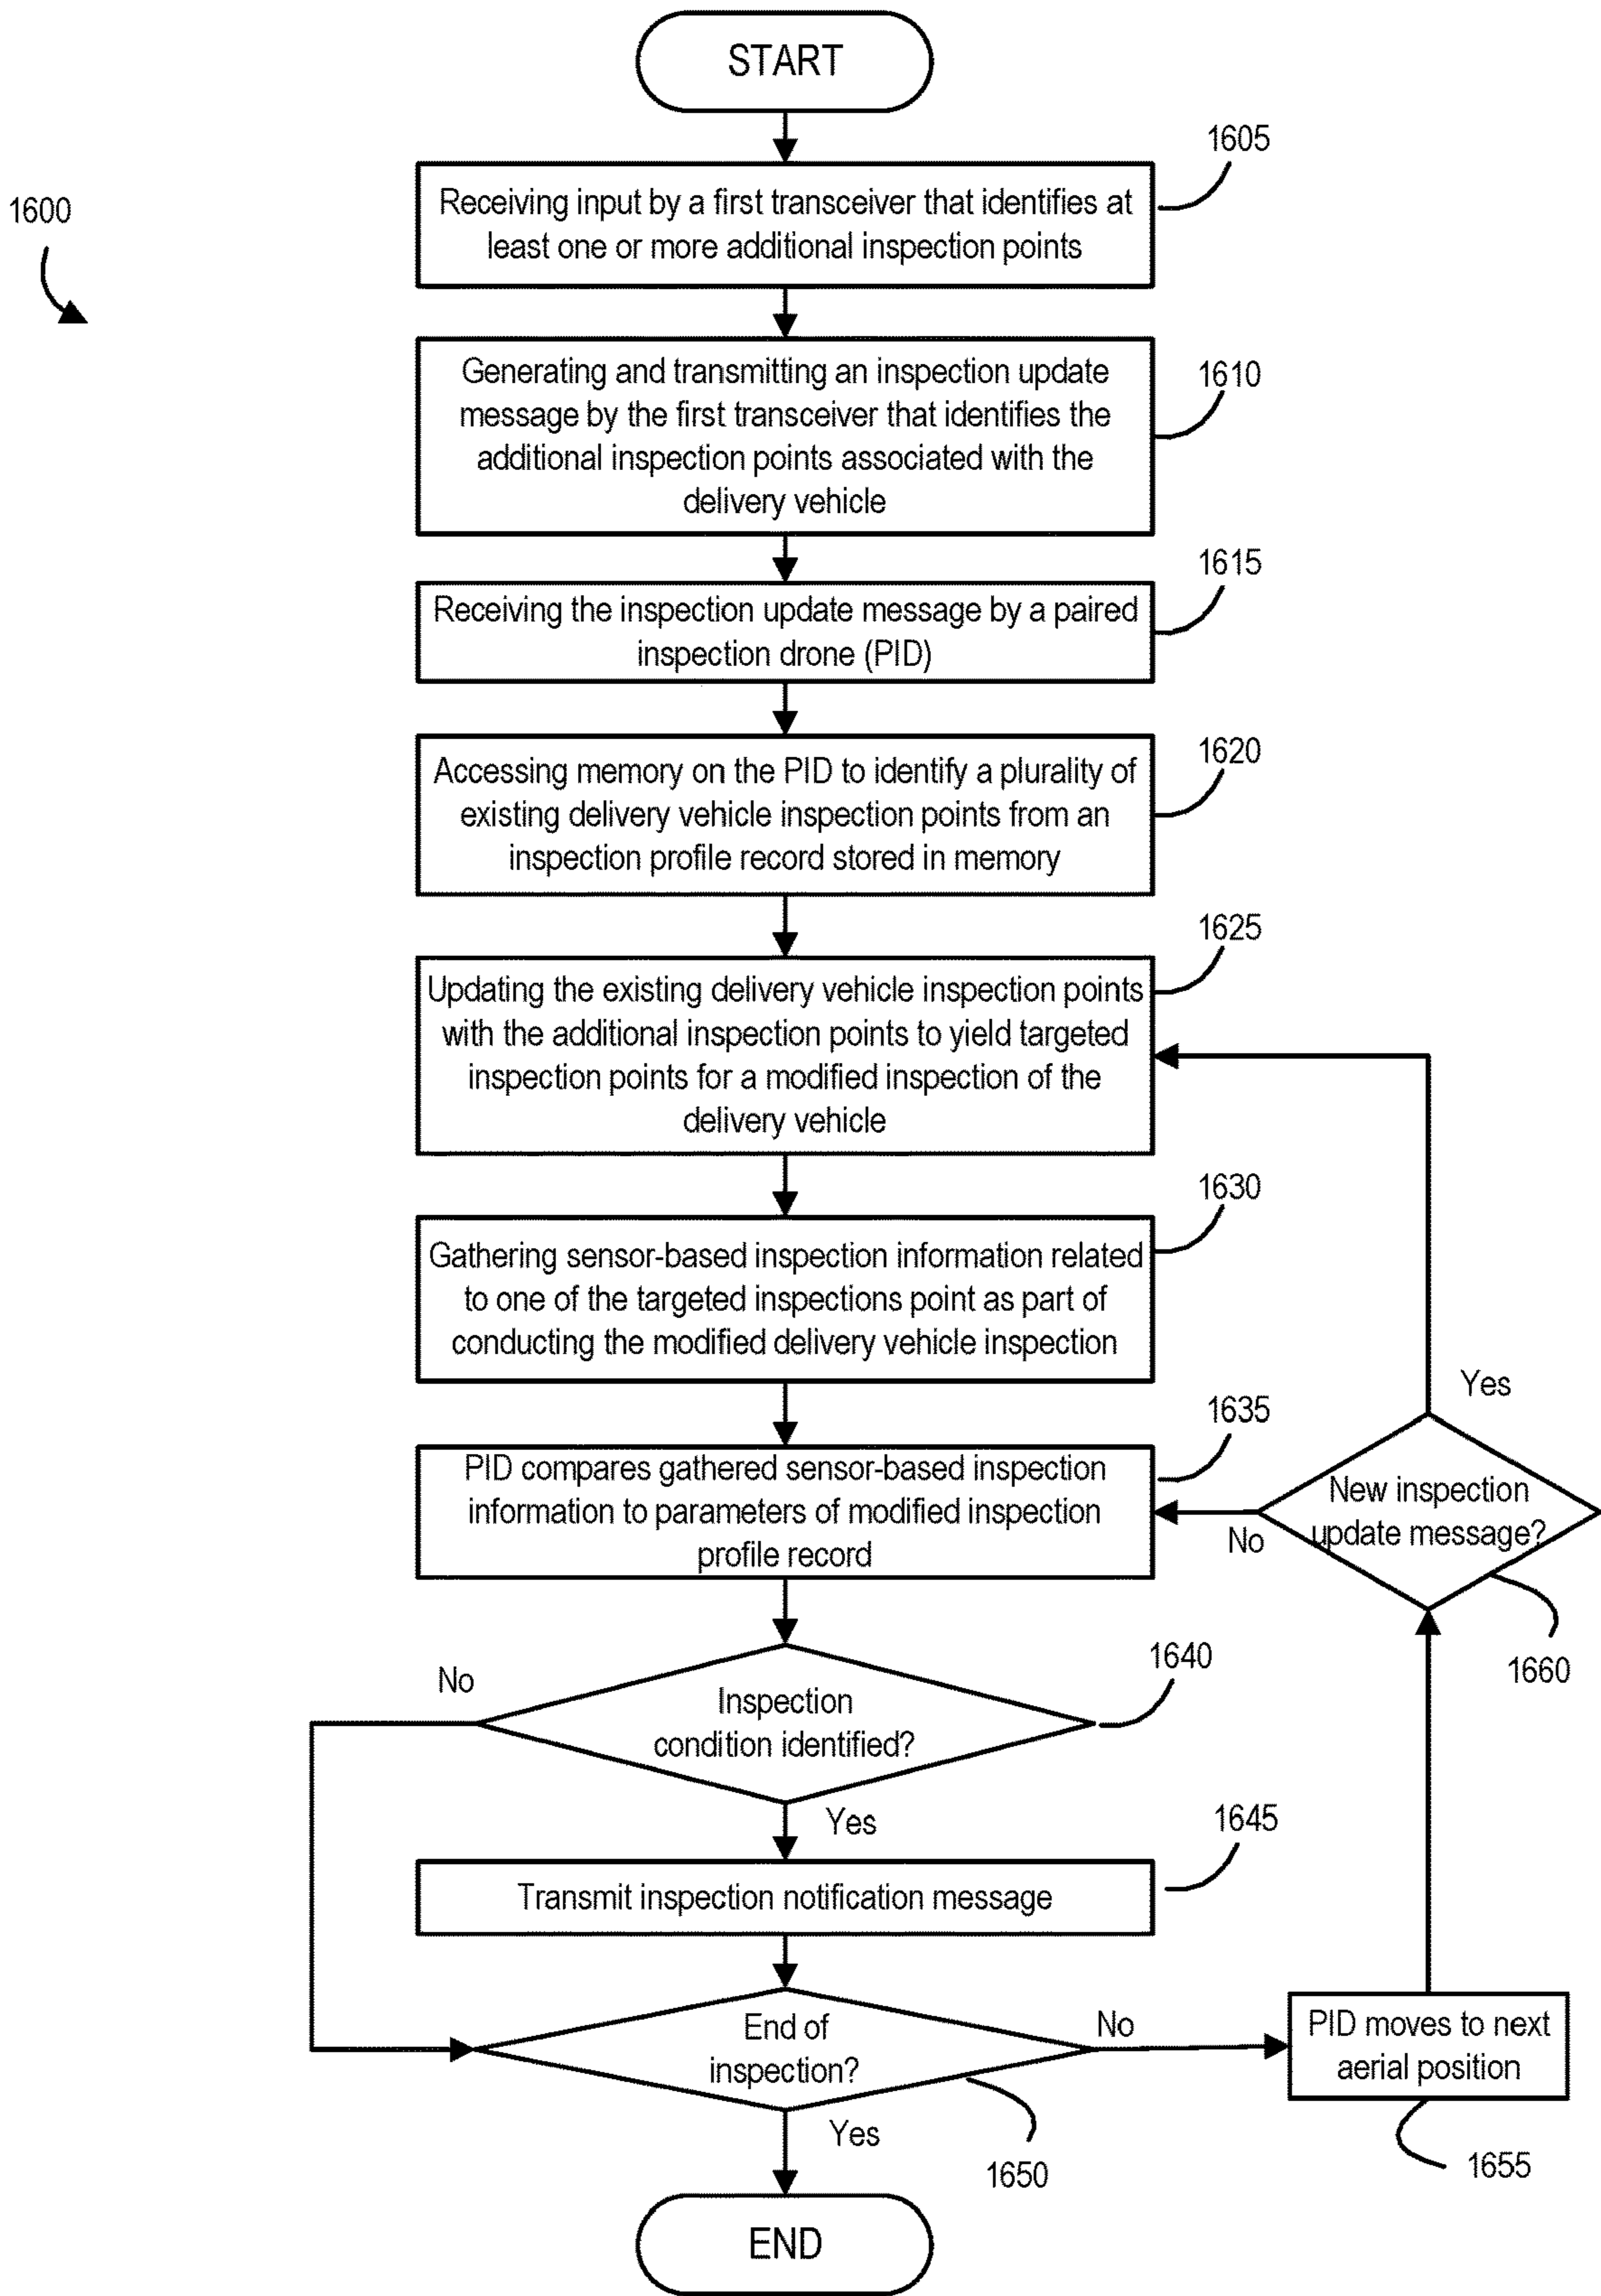 START
1605
1600
Receiving input by a first transceiver that identifies at
least one or more additional inspection points
1610
Generating and transmitting an inspection update
message by the first transceiver that identifies the
additional inspection points associated with the
delivery vehicle
1615
Receiving the inspection update message by a paired
inspection drone (PID)
1620
Accessing memory on the PID to identify a plurality of
existing delivery vehicle inspection points from an
inspection profile record stored in memory
1625
Updating the existing delivery vehicle inspection points
with the additional inspection points to yield targeted
inspection points for a modified inspection of the
delivery vehicle
1630
Gathering sensor-based inspection information related
to one of the targeted inspections point as part of
conducting the modified delivery vehicle inspection
Yes
1635
PID compares gathered sensor-based inspection
information to parameters of modified inspection
profile record
New inspection
update message?
No
1660
1640
No
Inspection
condition identified?
Yes
1645
Transmit inspection notification message
End of
inspection?
No
PID moves to next
aerial position
Yes
1650
1655
END